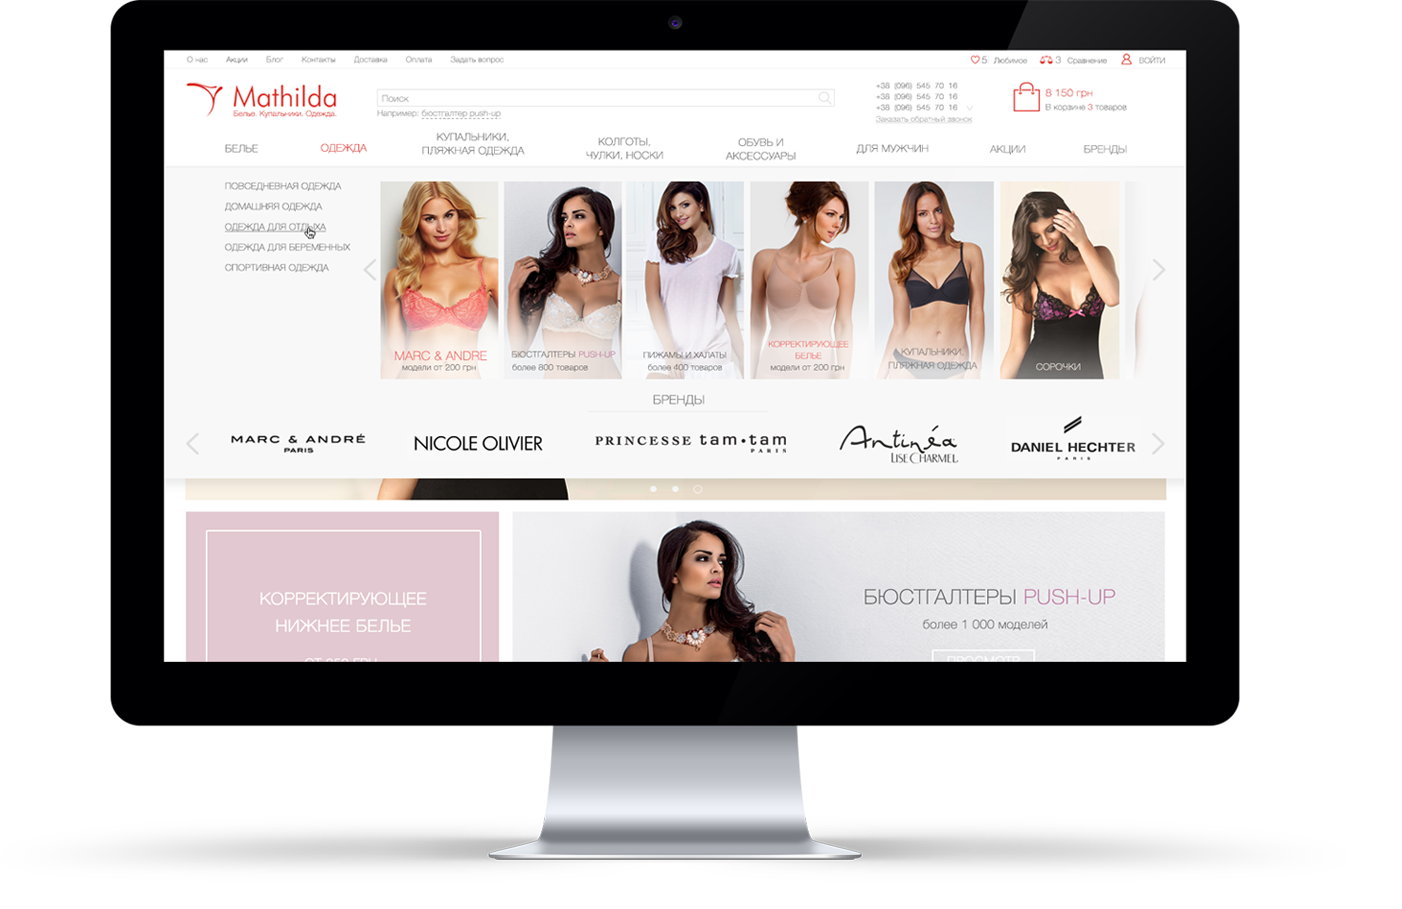 О нас Акции Блог Контакты Доставка Оплата Задать вопрос
5 Любимое 3 Сравнение ВОЙТИ
Mathilda
Белье. Купальники. Одежда.
Поиск
Например: бюстгалтер push-up
+38 (096) 545 70 16
+38 (096) 545 70 16
+38 (096) 545 70 16
Заказать обратный звонок
8 150 грн
В корзине 3 товаров
БЕЛЬЕ
ОДЕЖДА
КУПАЛЬНИКИ,
ПЛЯЖНАЯ ОДЕЖДА
КОЛГОТЫ,
ЧУЛКИ, НОСКИ
ОБУВЬ И
АКСЕССУАРЫ
ДЛЯ МУЖЧИН
АКЦИИ
БРЕНДЫ
ПОВСЕДНЕВНАЯ ОДЕЖДА
ДОМАШНЯЯ ОДЕЖДА
ОДЕЖДА ДЛЯ ОТДЫХА
ОДЕЖДА ДЛЯ БЕРЕМЕННЫХ
СПОРТИВНАЯ ОДЕЖДА
MARC & ANDRE
модели от 200 грн
БЮСТГАЛТЕРЫ PUSH-UP
более 800 товаров
ПИЖАМЫ И ХАЛАТЫ
более 400 товаров
КОРРЕКТИРУЮЩЕЕ
БЕЛЬЕ
модели от 200 грн
КУПАЛЬНИКИ,
ПЛЯЖНАЯ ОДЕЖДА
СОРОЧКИ
БРЕНДЫ
MARC & ANDRÉ
PARIS
NICOLE OLIVIER
PRINCESSE tam•tam
PARIS
Antinéa
LISE CHARMEL
DANIEL HECHTER
PARIS
КОРРЕКТИРУЮЩЕЕ
НИЖНЕЕ БЕЛЬЕ
БЮСТГАЛТЕРЫ PUSH-UP
более 1 000 моделей
ПРОСМОТР